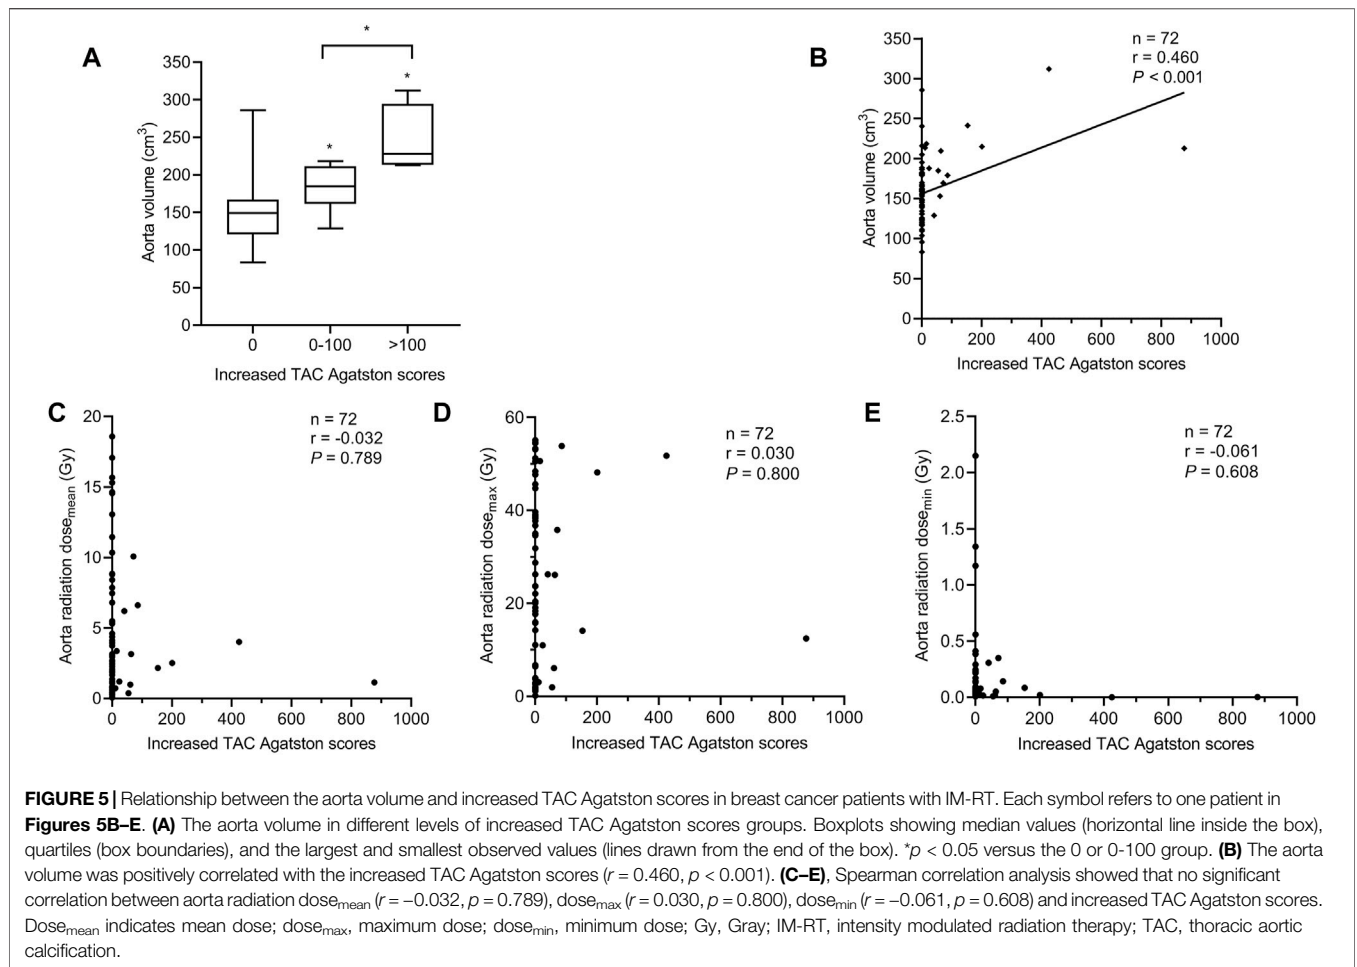 A
*
350
300
250
200
150
100
50
0
Aorta volume (cm³)
*
*
0
0-100
>100
Increased TAC Agatston scores
B
350
300
250
200
150
100
50
0
Aorta volume (cm³)
n = 72
r = 0.460
P < 0.001
0 200 400 600 800 1000
Increased TAC Agatston scores
C
20
15
10
5
0
Aorta radiation dosemean (Gy)
n = 72
r = -0.032
P = 0.789
0 200 400 600 800 1000
Increased TAC Agatston scores
D
60
40
20
0
Aorta radiation dosemax (Gy)
n = 72
r = 0.030
P = 0.800
0 200 400 600 800 1000
Increased TAC Agatston scores
E
2.5
2.0
1.5
1.0
0.5
0.0
Aorta radiation dosemin (Gy)
n = 72
r = -0.061
P = 0.608
0 200 400 600 800 1000
Increased TAC Agatston scores
FIGURE 5 | Relationship between the aorta volume and increased TAC Agatston scores in breast cancer patients with IM-RT. Each symbol refers to one patient in
Figures 5B–E. (A) The aorta volume in different levels of increased TAC Agatston scores groups. Boxplots showing median values (horizontal line inside the box),
quartiles (box boundaries), and the largest and smallest observed values (lines drawn from the end of the box). *p < 0.05 versus the 0 or 0-100 group. (B) The aorta
volume was positively correlated with the increased TAC Agatston scores (r = 0.460, p < 0.001). (C–E), Spearman correlation analysis showed that no significant
correlation between aorta radiation dosemean (r = −0.032, p = 0.789), dosemax (r = 0.030, p = 0.800), dosemin (r = −0.061, p = 0.608) and increased TAC Agatston scores.
Dosemean indicates mean dose; dosemax, maximum dose; dosemin, minimum dose; Gy, Gray; IM-RT, intensity modulated radiation therapy; TAC, thoracic aortic
calcification.